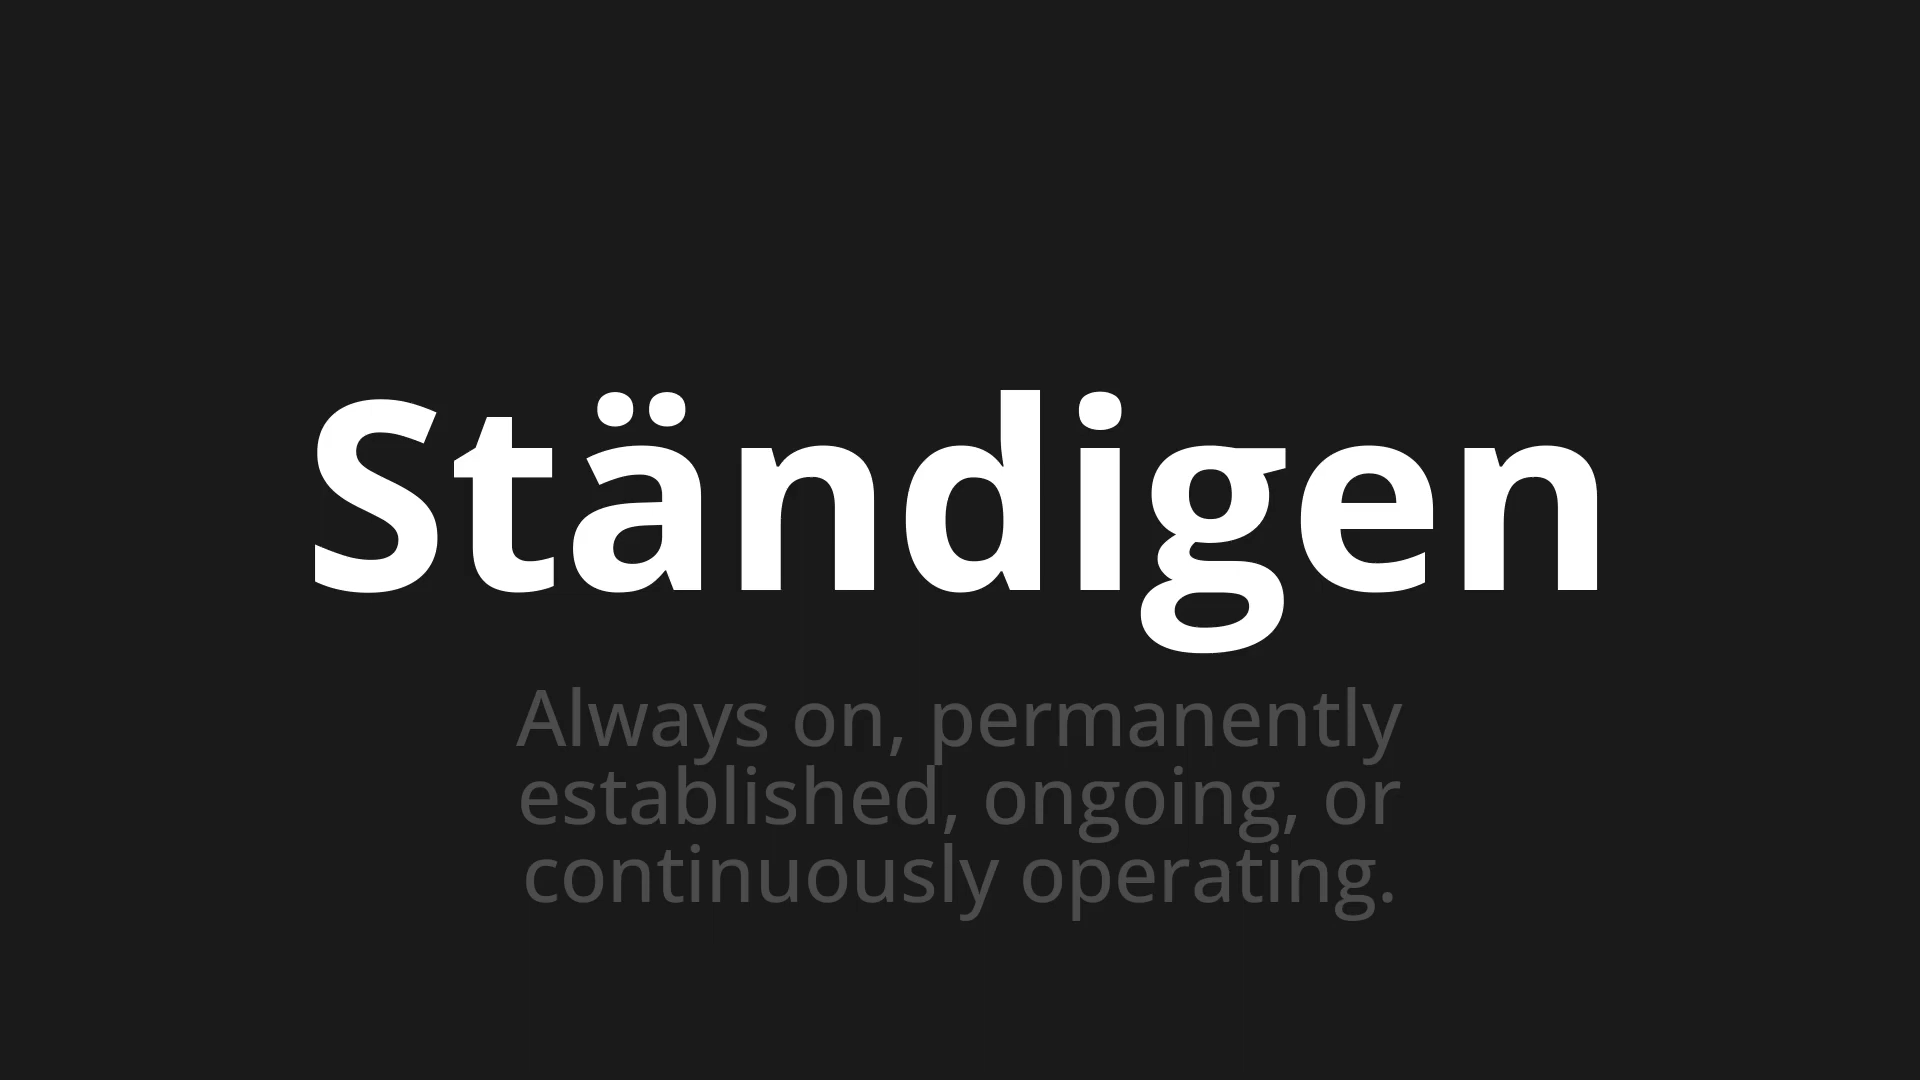 Ständigen
Always on, permanently
established, ongoing, or
continuously operating.